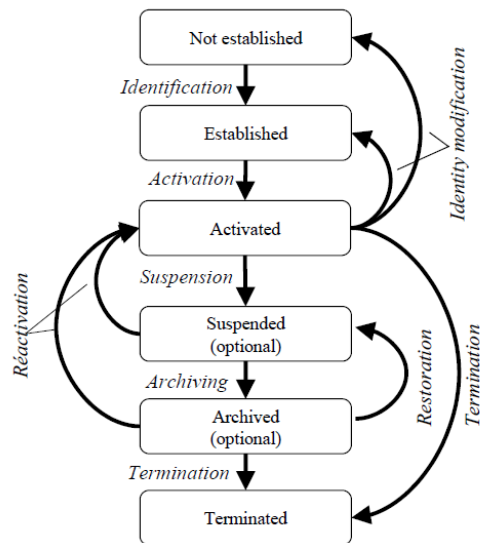 Not established
Identification
Identity modification
Established
Activation
Activated
Suspension
Réactivation
Suspended
(optional)
Archiving
Restoration
Termination
Archived
(optional)
Termination
Terminated